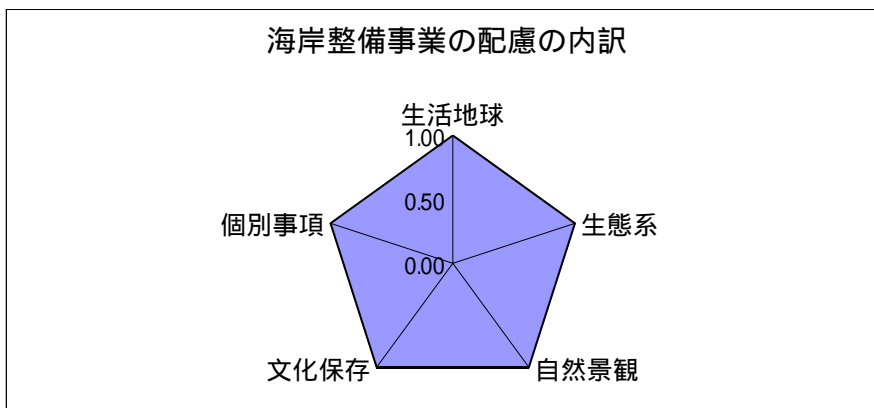 海岸整備事業の配慮の内訳
生活地球
1.00
0.50
0.00
個別事項
生態系
文化保存
自然景観